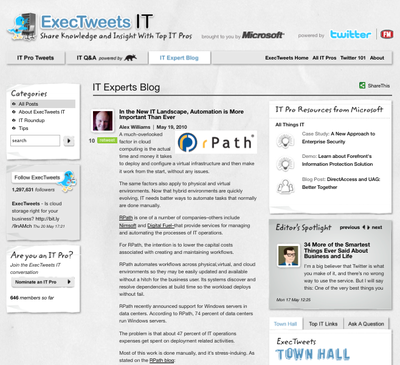 ExecTweets IT
Share Knowledge and Insight With Top IT Pros
brought to you by Microsoft
powered by twitter FM
IT Pro Tweets
IT Q&A powered by
IT Expert Blog
ExecTweets Home All IT Pros Twitter 101 About
IT Experts Blog
ShareThis
Categories
All Posts
About ExecTweets IT
IT Roundup
Tips
search
Follow ExecTweets
1,297,631 followers
ExecTweets - Is cloud
storage right for your
business? http://bit.ly
Thu 20 May 17:31
Are you an IT Pro?
Join the ExecTweets IT
conversation
Nominate an IT Pro
646 members so far
In the New IT Landscape, Automation is More
Important Than Ever
Alex Williams | May 19, 2010
10
rPath
A much-overlooked
factor in cloud
computing is the actual
time and money it takes
to deploy and configure a virtual infrastructure and then make
it work from the start, without any issues.
The same factors also apply to physical and virtual
environments. Now that hybrid environments are quickly
evolving, IT needs better ways to automate tasks that normally
are done manually.
RPath is one of a number of companies–others include
Nimsoft and Digital Fuel–that provide services for managing
and automating the processes of IT operations.
For RPath, the intention is to lower the capital costs
associated with creating and maintaining workflows.
RPath automates workflows across physical, virtual, and cloud
environments so they may be easily updated and available
without a hitch for the business user. Its systems discover and
resolve dependencies at build time so the workload deploys
without fail.
RPath recently announced support for Windows servers in
data centers. According to RPath, 74 percent of data centers
run Windows servers.
The problem is that about 47 percent of IT operations
expenses get spent on deployment related activities.
Most of this work is done manually, and it's stress-inducing. As
stated on the RPath blog:
IT Pro Resources from Microsoft
All Things IT
Case Study: A New Approach to
Enterprise Security
Demo: Learn about Forefront's
Information Protection Solution
Blog Post: DirectAccess and UAG:
Better Together
Editor's Spotlight
previous next
34 More of the Smartest
Things Ever Said About
Business and Life
I'm a big believer that Twitter is what
you make of it, and there's no wrong
way to use the service. But I will say
this: One of the very best things you
Mon 17 May 12:25
Town Hall Top IT Links Ask A Question
ExecTweets
TOWN HALL